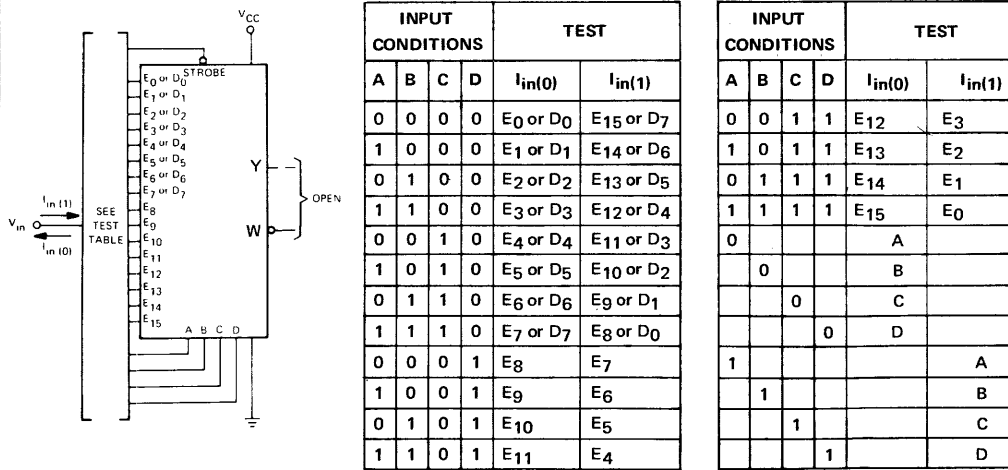 V_CC
STROBE
E_0 or D_0
E_1 or D_1
E_2 or D_2
E_3 or D_3
E_4 or D_4
E_5 or D_5
E_6 or D_6
E_7 or D_7
E_8
E_9
E_10
E_11
E_12
E_13
E_14
E_15
A B C D
Y
W
OPEN
I_in (1)
V_in
I_in (0)
SEE
TEST
TABLE
INPUT CONDITIONS TEST
A B C D I_in(0) I_in(1)
0 0 0 0 E_0 or D_0 E_15 or D_7
1 0 0 0 E_1 or D_1 E_14 or D_6
0 1 0 0 E_2 or D_2 E_13 or D_5
1 1 0 0 E_3 or D_3 E_12 or D_4
0 0 1 0 E_4 or D_4 E_11 or D_3
1 0 1 0 E_5 or D_5 E_10 or D_2
0 1 1 0 E_6 or D_6 E_9 or D_1
1 1 1 0 E_7 or D_7 E_8 or D_0
0 0 0 1 E_8 E_7
1 0 0 1 E_9 E_6
0 1 0 1 E_10 E_5
1 1 0 1 E_11 E_4
INPUT CONDITIONS TEST
A B C D I_in(0) I_in(1)
0 0 1 1 E_12 E_3
1 0 1 1 E_13 E_2
0 1 1 1 E_14 E_1
1 1 1 1 E_15 E_0
0 A
0 B
0 C
0 D
1 A
1 B
1 C
1 D